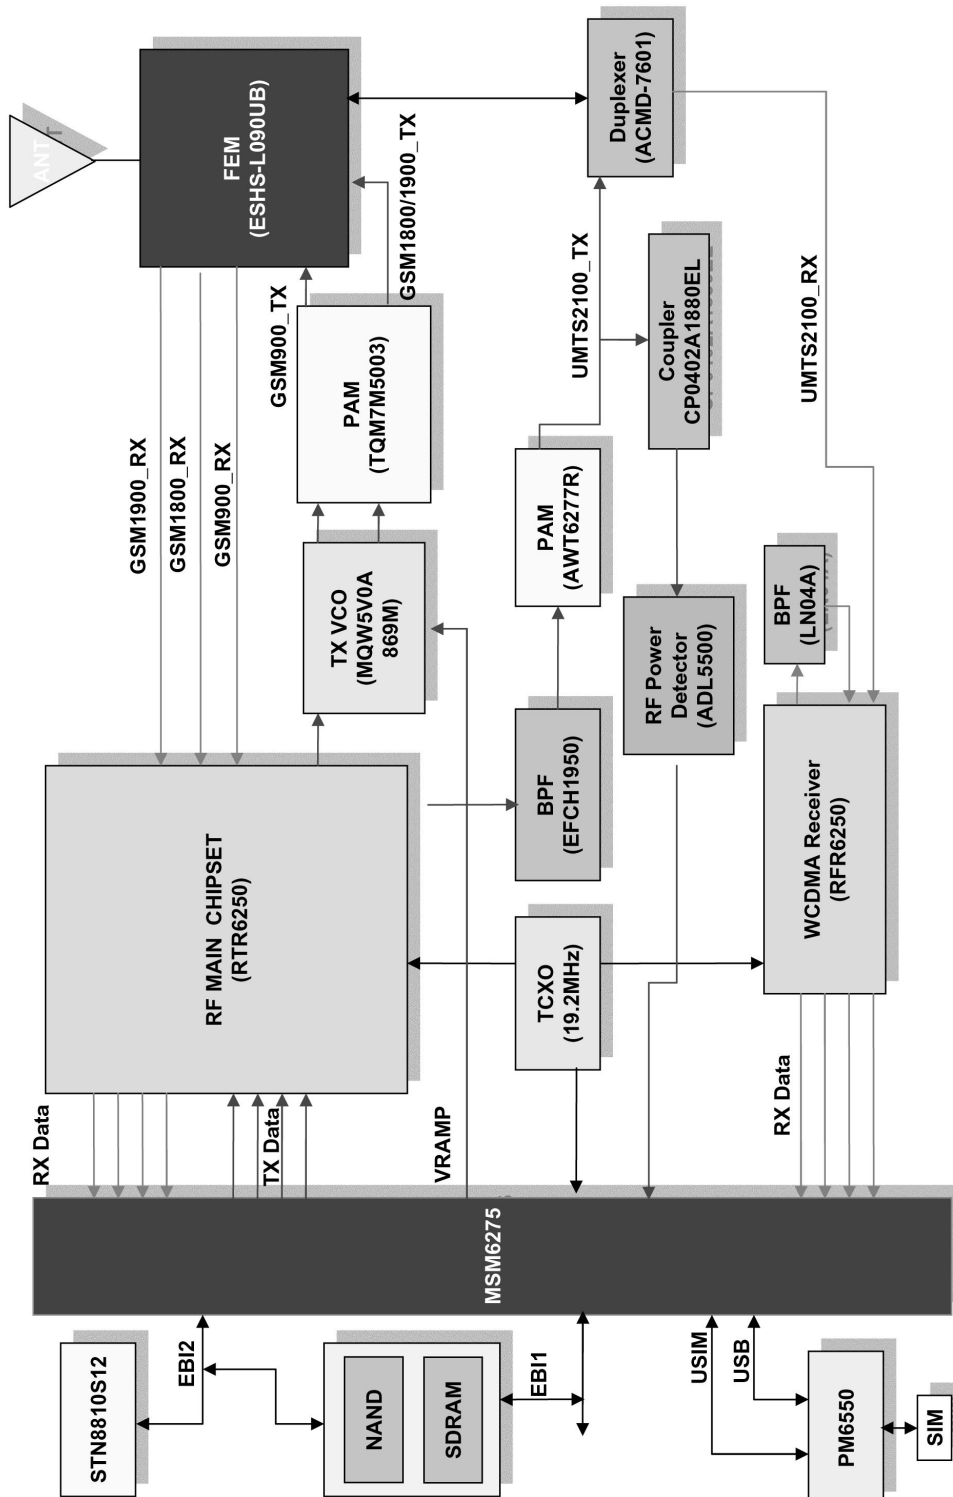 STN8810S12
EBI2
NAND
SDRAM
EBI1
USIM
USB
PM6550
SIM
MSM6275
RX Data
TX Data
VRAMP
RX Data
RF MAIN CHIPSET
(RTR6250)
TCXO
(19.2MHz)
BPF
(EFCH1950)
WCDMA Receiver
(RFR6250)
BPF
(LN04A)
TX VCO
(MQW5V0A
869M)
PAM
(TQM7M5003)
PAM
(AWT6277R)
RF Power
Detector
(ADL5500)
Coupler
CP0402A1880EL
GSM1900_RX
GSM1800_RX
GSM900_RX
GSM900_TX
GSM1800/1900_TX
UMTS2100_TX
UMTS2100_RX
ANT
FEM
(ESHS-L090UB)
Duplexer
(ACMD-7601)